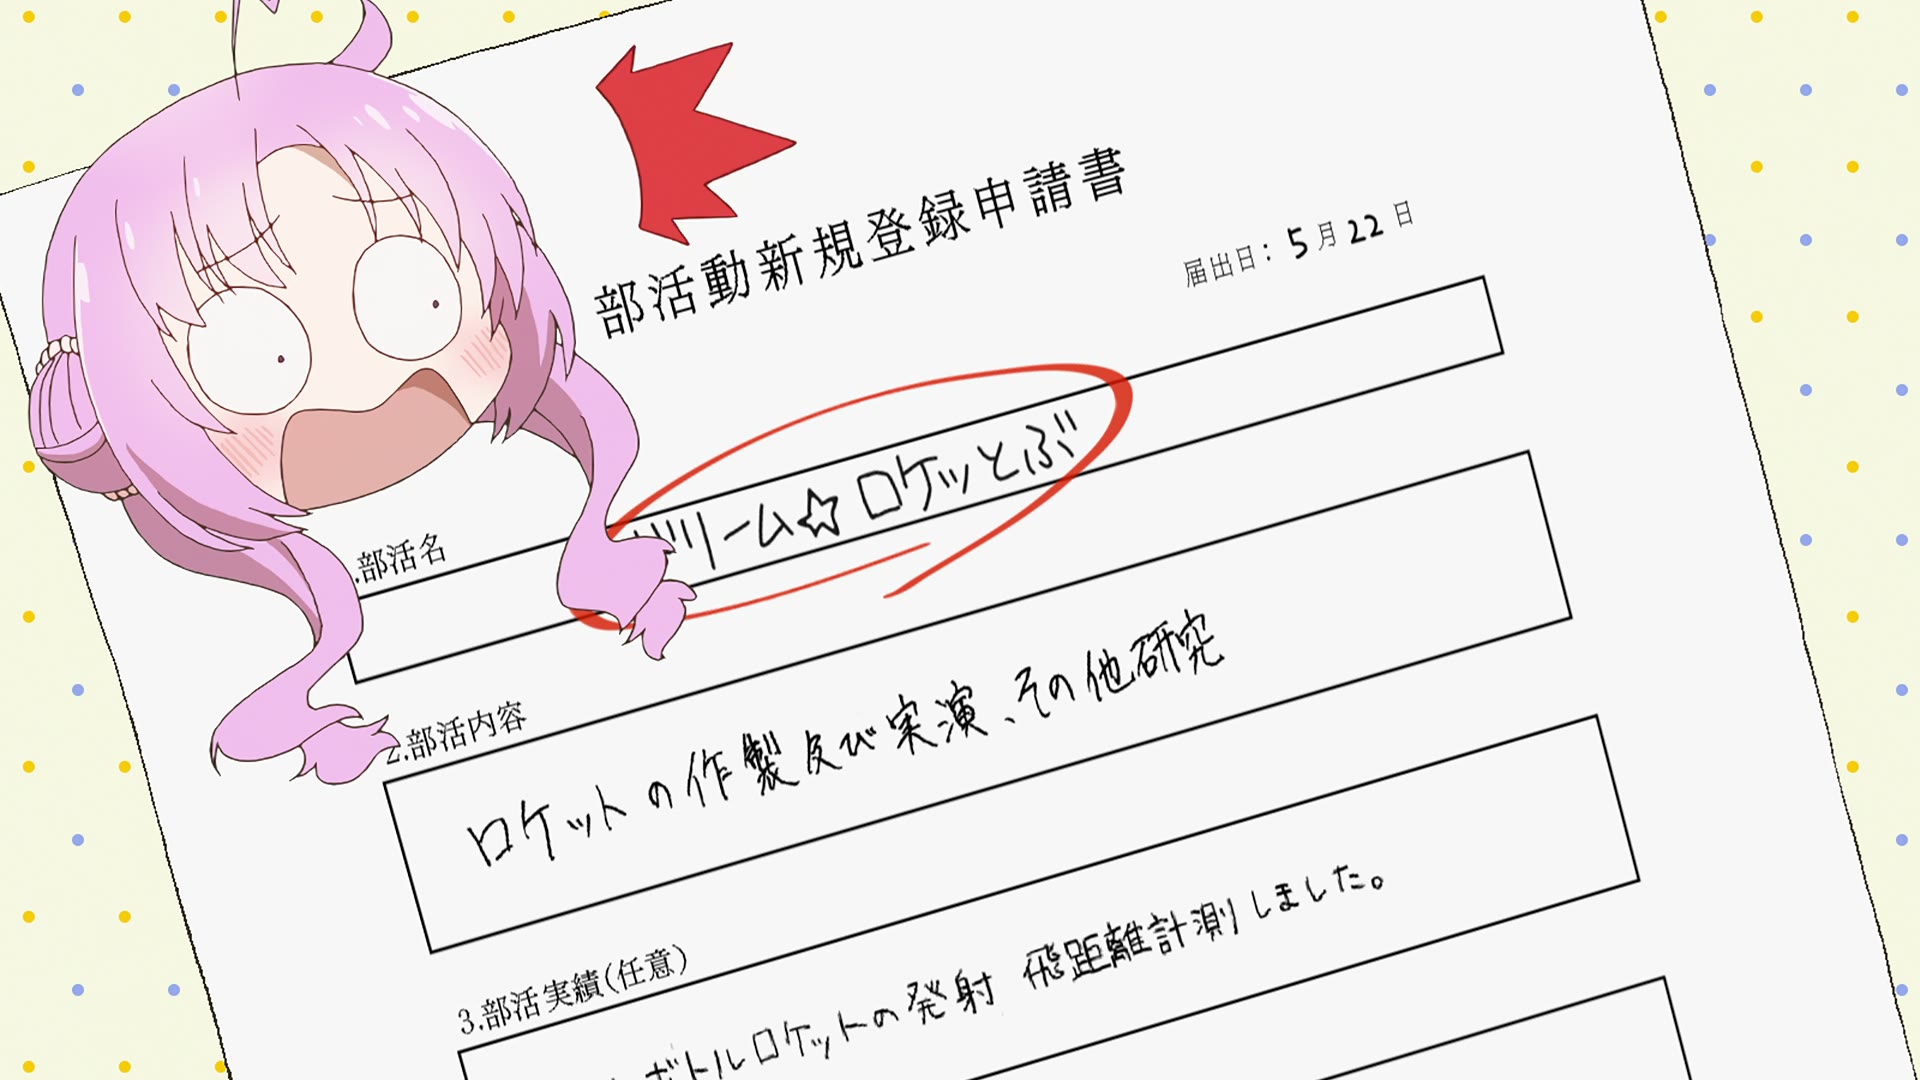 部活動新規登録申請書
届出日：5月22日
.部活名
ドリーム☆ロケッとぶ
2.部活内容
ロケットの作製及び実演、その他研究
3.部活実績(任意)
ボトルロケットの発射 飛距離計測しました。